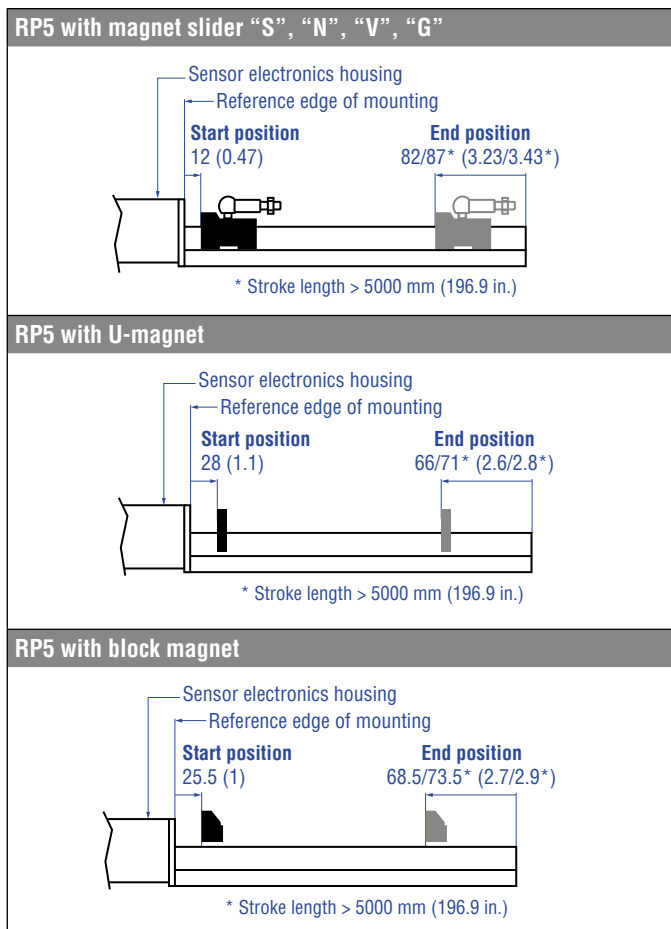 RP5 with magnet slider “S”, “N”, “V”, “G”
Sensor electronics housing
Reference edge of mounting
Start position
12 (0.47)
End position
82/87* (3.23/3.43*)
* Stroke length > 5000 mm (196.9 in.)
RP5 with U-magnet
Sensor electronics housing
Reference edge of mounting
Start position
28 (1.1)
End position
66/71* (2.6/2.8*)
* Stroke length > 5000 mm (196.9 in.)
RP5 with block magnet
Sensor electronics housing
Reference edge of mounting
Start position
25.5 (1)
End position
68.5/73.5* (2.7/2.9*)
* Stroke length > 5000 mm (196.9 in.)